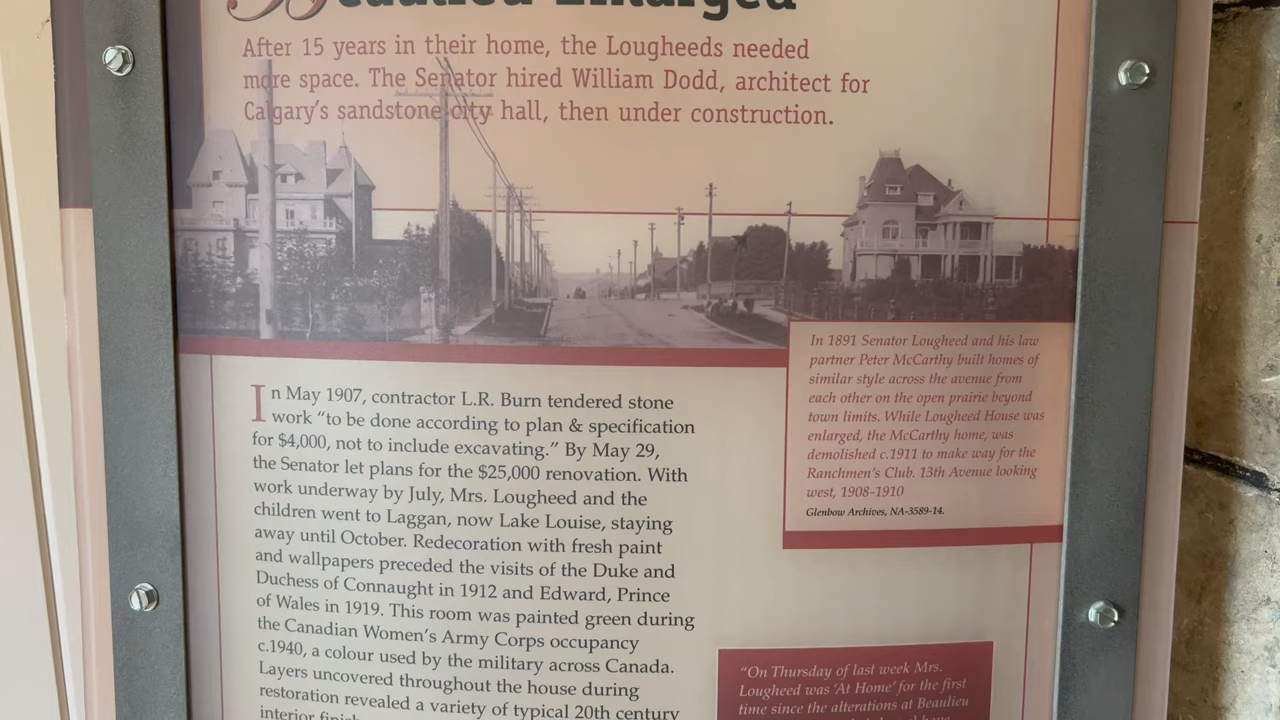 Beaulieu Enlarged
After 15 years in their home, the Lougheeds needed
more space. The Senator hired William Dodd, architect for
Calgary's sandstone city hall, then under construction.
In 1891 Senator Lougheed and his law
partner Peter McCarthy built homes of
similar style across the avenue from
each other on the open prairie beyond
town limits. While Lougheed House was
enlarged, the McCarthy home, was
demolished c.1911 to make way for the
Ranchmen's Club. 13th Avenue looking
west, 1908-1910
Glenbow Archives, NA-3589-14.
In May 1907, contractor L.R. Burn tendered stone
work "to be done according to plan & specification
for $4,000, not to include excavating." By May 29,
the Senator let plans for the $25,000 renovation. With
work underway by July, Mrs. Lougheed and the
children went to Laggan, now Lake Louise, staying
away until October. Redecoration with fresh paint
and wallpapers preceded the visits of the Duke and
Duchess of Connaught in 1912 and Edward, Prince
of Wales in 1919. This room was painted green during
the Canadian Women's Army Corps occupancy
c.1940, a colour used by the military across Canada.
Layers uncovered throughout the house during
restoration revealed a variety of typical 20th century
interior
"On Thursday of last week Mrs.
Lougheed was 'At Home' for the first
time since the alterations at Beaulieu